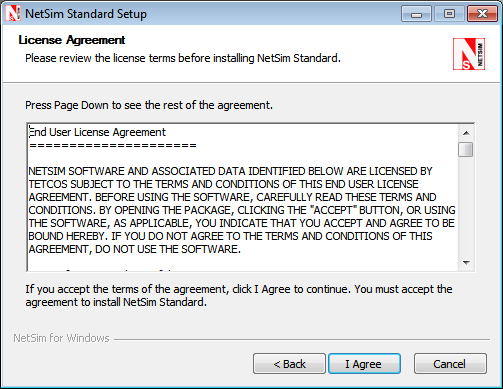 NetSim Standard Setup
License Agreement
Please review the license terms before installing NetSim Standard.
N
S
NETSIM
Press Page Down to see the rest of the agreement.
End User License Agreement
=====================
NETSIM SOFTWARE AND ASSOCIATED DATA IDENTIFIED BELOW ARE LICENSED BY
TETCOS SUBJECT TO THE TERMS AND CONDITIONS OF THIS END USER LICENSE
AGREEMENT. BEFORE USING THE SOFTWARE, CAREFULLY READ THESE TERMS AND
CONDITIONS. BY OPENING THE PACKAGE, CLICKING THE "ACCEPT" BUTTON, OR USING
THE SOFTWARE, AS APPLICABLE, YOU INDICATE THAT YOU ACCEPT AND AGREE TO BE
BOUND HEREBY. IF YOU DO NOT AGREE TO THE TERMS AND CONDITIONS OF THIS
AGREEMENT, DO NOT USE THE SOFTWARE.
If you accept the terms of the agreement, click I Agree to continue. You must accept the
agreement to install NetSim Standard.
NetSim for Windows
< Back
I Agree
Cancel